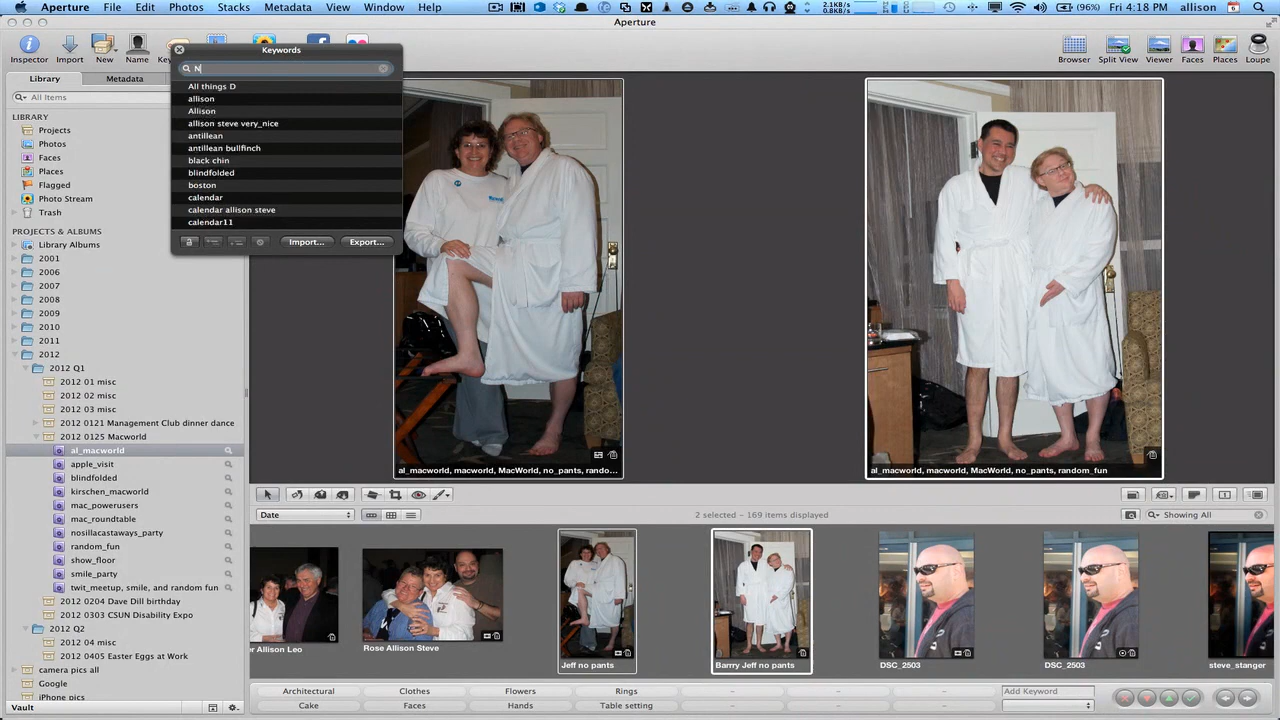 Aperture File Edit Photos Stacks Metadata View Window Help 2.1KB/s 0.8KB/s (96%) Fri 4:18 PM allison
Aperture
Inspector Import New Name
Browser Split View Viewer Faces Places Loupe
Keywords
N
All things D
allison
Allison
allison steve very_nice
antillean
antillean bullfinch
black chin
blindfolded
boston
calendar
calendar allison steve
calendar11
Import... Export...
Library Metadata
All Items
LIBRARY
Projects
Photos
Faces
Places
Flagged
Photo Stream
Trash
PROJECTS & ALBUMS
Library Albums
2001
2006
2007
2008
2009
2010
2011
2012
2012 Q1
2012 01 misc
2012 02 misc
2012 03 misc
2012 0121 Management Club dinner dance
2012 0125 Macworld
al_macworld
apple_visit
blindfolded
kirschen_macworld
mac_powerusers
mac_roundtable
nosillacastaways_party
random_fun
show_floor
smile_party
twit_meetup, smile, and random fun
2012 0204 Dave Dill birthday
2012 0303 CSUN Disability Expo
2012 Q2
2012 04 misc
2012 0405 Easter Eggs at Work
camera pics all
Google
iPhone pics
Vault
al_macworld, macworld, MacWorld, no_pants, rando...
al_macworld, macworld, MacWorld, no_pants, random_fun
Date 2 selected – 169 items displayed Showing All
r Allison Leo
Rose Allison Steve
Jeff no pants
Barrry Jeff no pants
DSC_2503
DSC_2503
steve_stanger
Architectural Clothes Flowers Rings – – – Add Keyword
Cake Faces Hands Table setting – – –